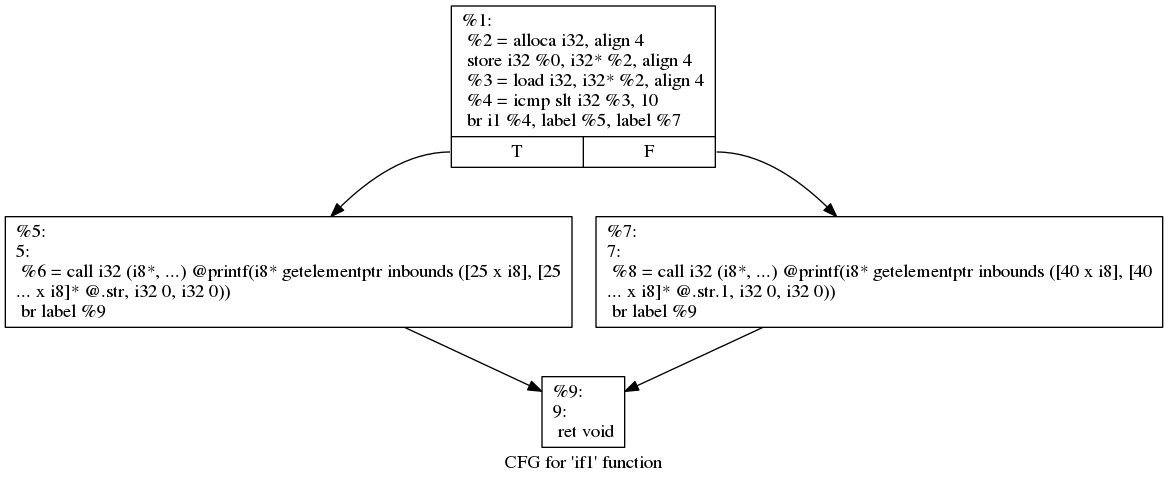 %1:
%2 = alloca i32, align 4
store i32 %0, i32* %2, align 4
%3 = load i32, i32* %2, align 4
%4 = icmp slt i32 %3, 10
br i1 %4, label %5, label %7
T
F
%5:
5:
%6 = call i32 (i8*, ...) @printf(i8* getelementptr inbounds ([25 x i8], [25
... x i8]* @.str, i32 0, i32 0))
br label %9
%7:
7:
%8 = call i32 (i8*, ...) @printf(i8* getelementptr inbounds ([40 x i8], [40
... x i8]* @.str.1, i32 0, i32 0))
br label %9
%9:
9:
ret void
CFG for 'if1' function